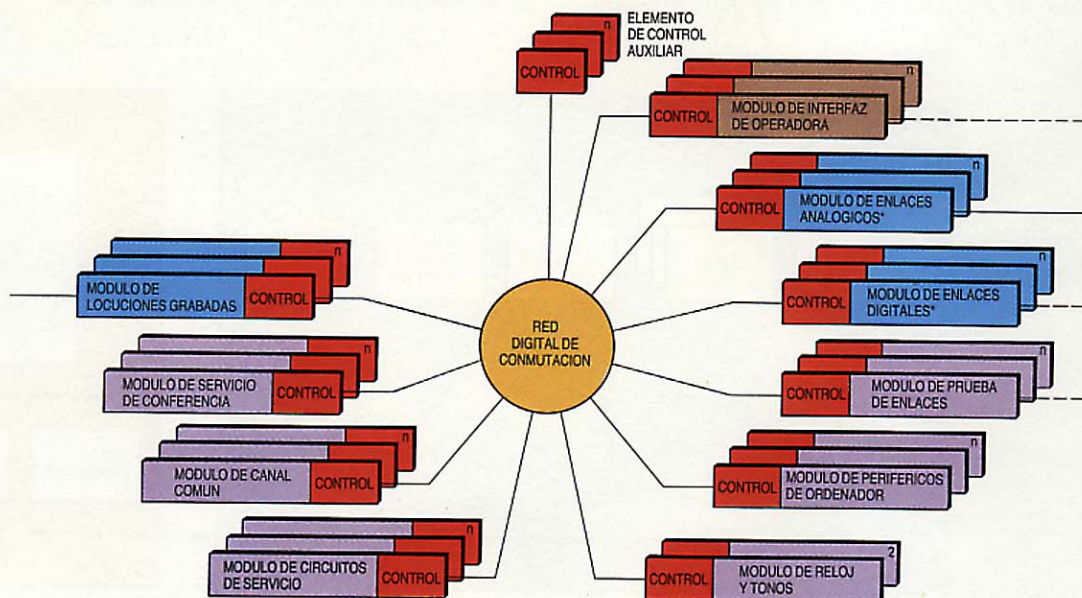 n
ELEMENTO
DE CONTROL
AUXILIAR
CONTROL
n
CONTROL
MODULO DE INTERFAZ
DE OPERADORA
n
CONTROL
MODULO DE ENLACES
ANALOGICOS*
n
CONTROL
MODULO DE ENLACES
DIGITALES*
n
CONTROL
MODULO DE PRUEBA
DE ENLACES
n
CONTROL
MODULO DE PERIFERICOS
DE ORDENADOR
2
CONTROL
MODULO DE RELOJ
Y TONOS
RED
DIGITAL DE
CONMUTACION
n
MODULO DE
LOCUCIONES GRABADAS
CONTROL
n
MODULO DE SERVICIO
DE CONFERENCIA
CONTROL
n
MODULO DE CANAL
COMUN
CONTROL
n
MODULO DE CIRCUITOS
DE SERVICIO
CONTROL